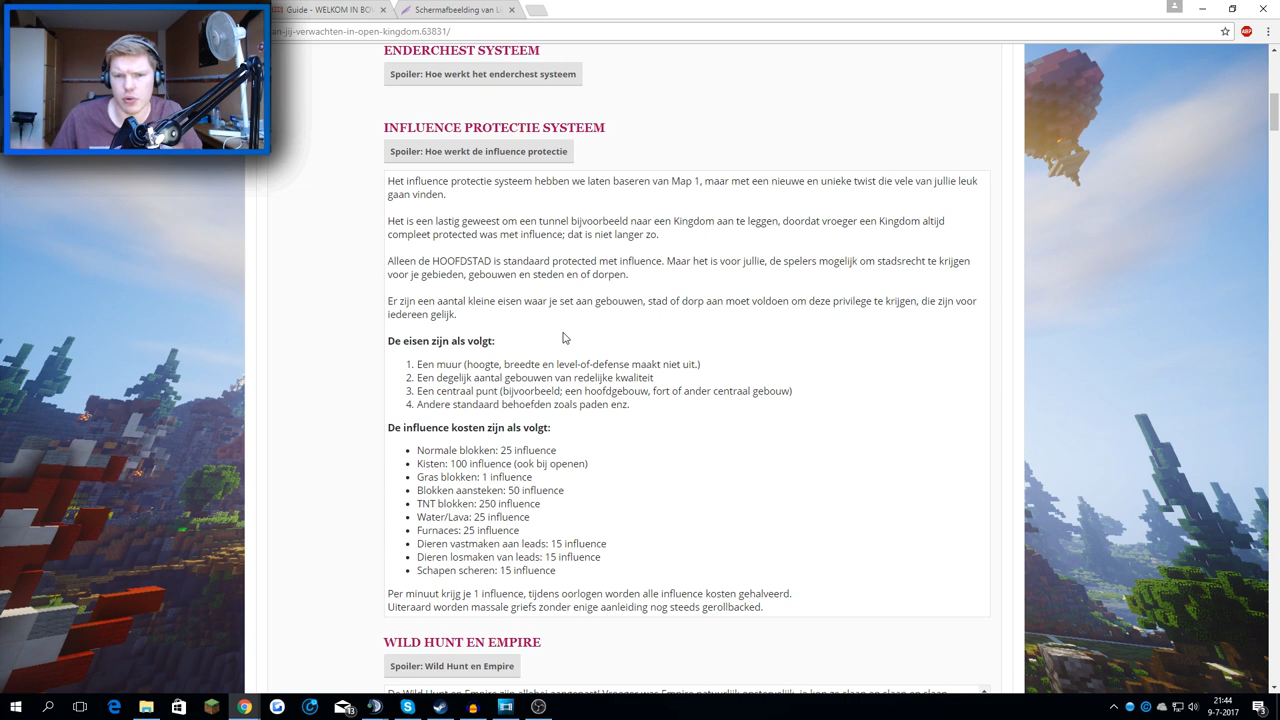 Guide - WELKOM IN BO
Schermafbeelding van L
an-jij-verwachten-in-open-kingdom.63831/
ABP
ENDERCHEST SYSTEEM
Spoiler: Hoe werkt het enderchest systeem
INFLUENCE PROTECTIE SYSTEEM
Spoiler: Hoe werkt de influence protectie
Het influence protectie systeem hebben we laten baseren van Map 1, maar met een nieuwe en unieke twist die vele van jullie leuk
gaan vinden.
Het is een lastig geweest om een tunnel bijvoorbeeld naar een Kingdom aan te leggen, doordat vroeger een Kingdom altijd
compleet protected was met influence; dat is niet langer zo.
Alleen de HOOFDSTAD is standaard protected met influence. Maar het is voor jullie, de spelers mogelijk om stadsrecht te krijgen
voor je gebieden, gebouwen en steden en of dorpen.
Er zijn een aantal kleine eisen waar je set aan gebouwen, stad of dorp aan moet voldoen om deze privilege te krijgen, die zijn voor
iedereen gelijk.
De eisen zijn als volgt:
1. Een muur (hoogte, breedte en level-of-defense maakt niet uit.)
2. Een degelijk aantal gebouwen van redelijke kwaliteit
3. Een centraal punt (bijvoorbeeld; een hoofdgebouw, fort of ander centraal gebouw)
4. Andere standaard behoefden zoals paden enz.
De influence kosten zijn als volgt:
• Normale blokken: 25 influence
• Kisten: 100 influence (ook bij openen)
• Gras blokken: 1 influence
• Blokken aansteken: 50 influence
• TNT blokken: 250 influence
• Water/Lava: 25 influence
• Furnaces: 25 influence
• Dieren vastmaken aan leads: 15 influence
• Dieren losmaken van leads: 15 influence
• Schapen scheren: 15 influence
Per minuut krijg je 1 influence, tijdens oorlogen worden alle influence kosten gehalveerd.
Uiteraard worden massale griefs zonder enige aanleiding nog steeds gerollbacked.
WILD HUNT EN EMPIRE
Spoiler: Wild Hunt en Empire
13
21:44
9-7-2017
3